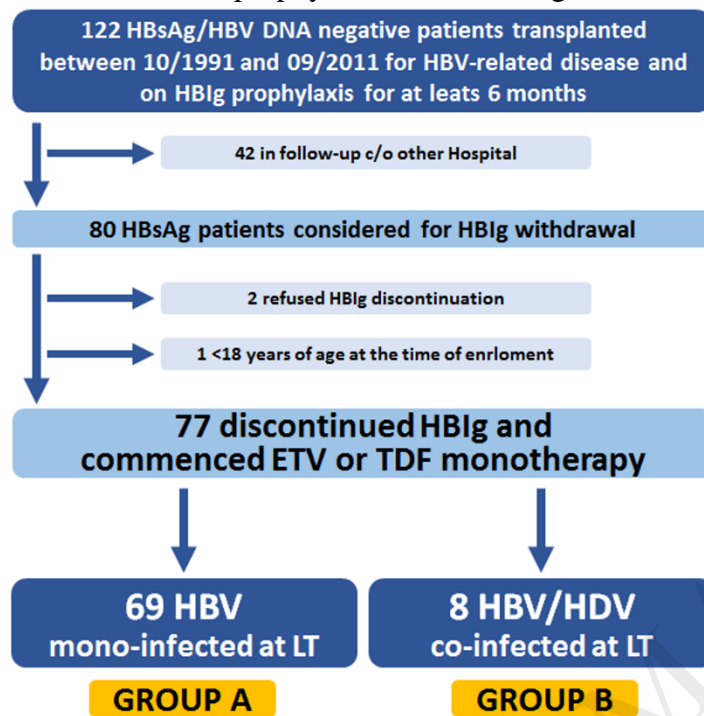 122 HBsAg/HBV DNA negative patients transplanted
between 10/1991 and 09/2011 for HBV-related disease and
on HBIg prophylaxis for at leats 6 months
42 in follow-up c/o other Hospital
80 HBsAg patients considered for HBIg withdrawal
2 refused HBIg discontinuation
1 <18 years of age at the time of enrloment
77 discontinued HBIg and
commenced ETV or TDF monotherapy
69 HBV
mono-infected at LT
8 HBV/HDV
co-infected at LT
GROUP A
GROUP B